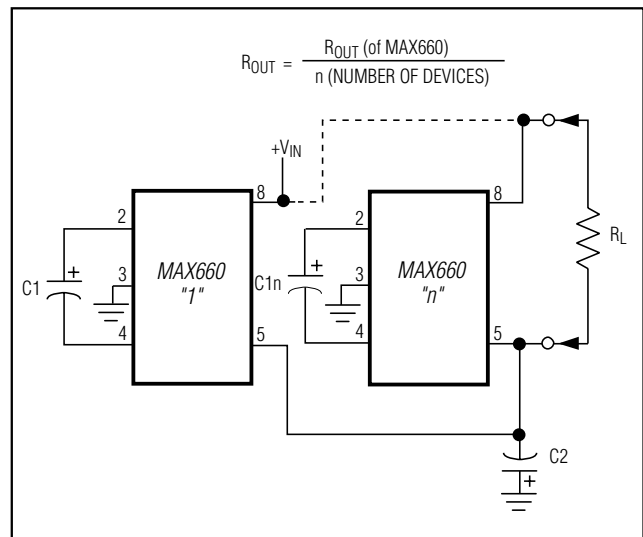 R_OUT = R_OUT (of MAX660)
n (NUMBER OF DEVICES)
+V_IN
8
2
3
4
5
C1
+
MAX660
"1"
8
2
3
4
5
C1n
+
MAX660
"n"
R_L
C2
+